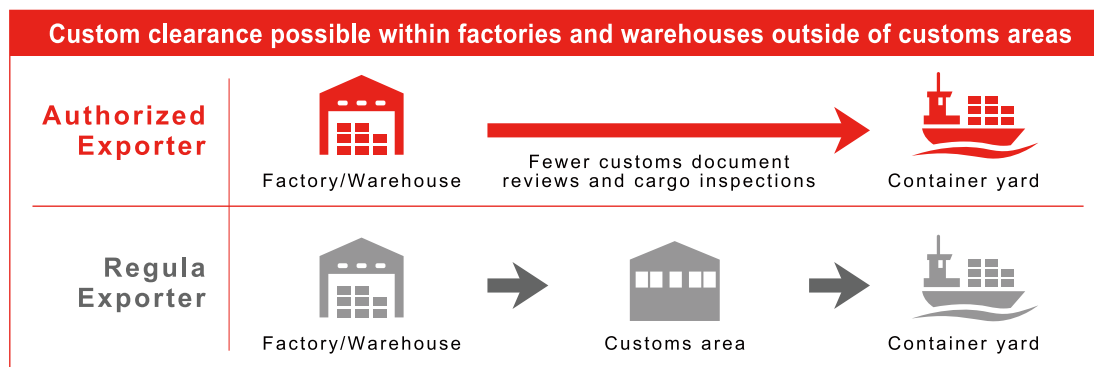 Custom clearance possible within factories and warehouses outside of customs areas
Authorized
Exporter
Factory/Warehouse
Fewer customs document
reviews and cargo inspections
Container yard
Regula
Exporter
Factory/Warehouse
Customs area
Container yard